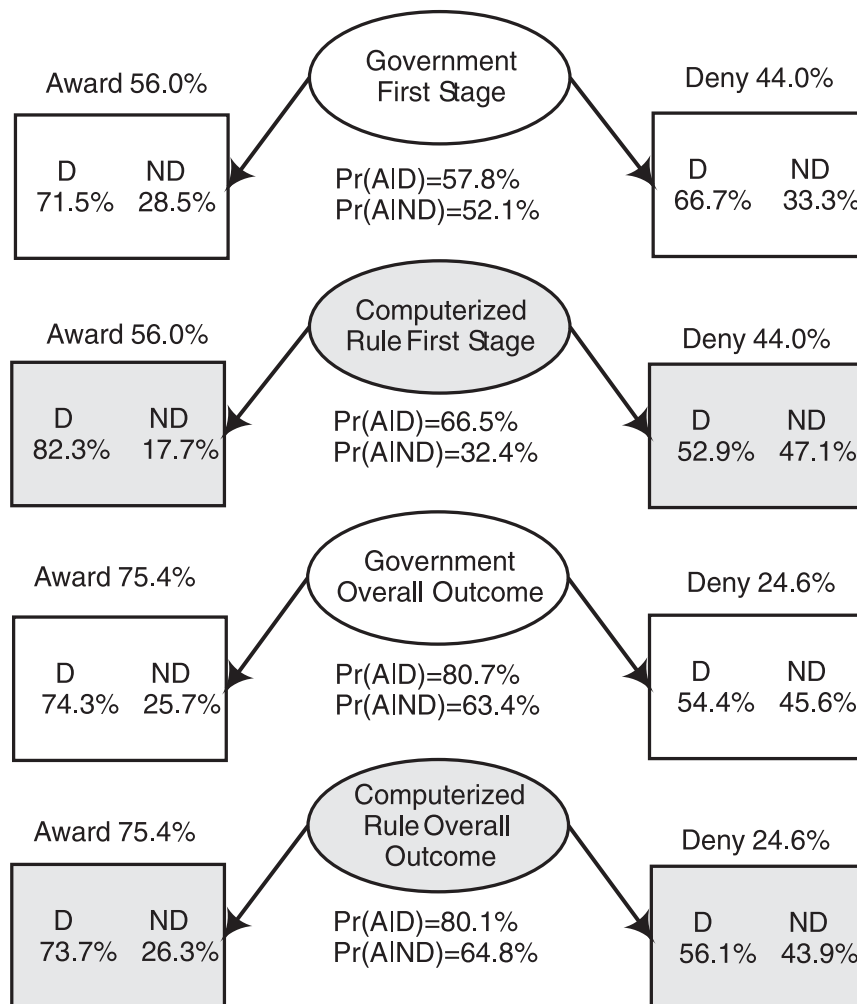 Government
First Stage
Award 56.0%
Deny 44.0%
D ND
71.5% 28.5%
Pr(A|D)=57.8%
Pr(A|ND)=52.1%
D ND
66.7% 33.3%
Computerized
Rule First Stage
Award 56.0%
Deny 44.0%
D ND
82.3% 17.7%
Pr(A|D)=66.5%
Pr(A|ND)=32.4%
D ND
52.9% 47.1%
Government
Overall Outcome
Award 75.4%
Deny 24.6%
D ND
74.3% 25.7%
Pr(A|D)=80.7%
Pr(A|ND)=63.4%
D ND
54.4% 45.6%
Computerized
Rule Overall
Outcome
Award 75.4%
Deny 24.6%
D ND
73.7% 26.3%
Pr(A|D)=80.1%
Pr(A|ND)=64.8%
D ND
56.1% 43.9%